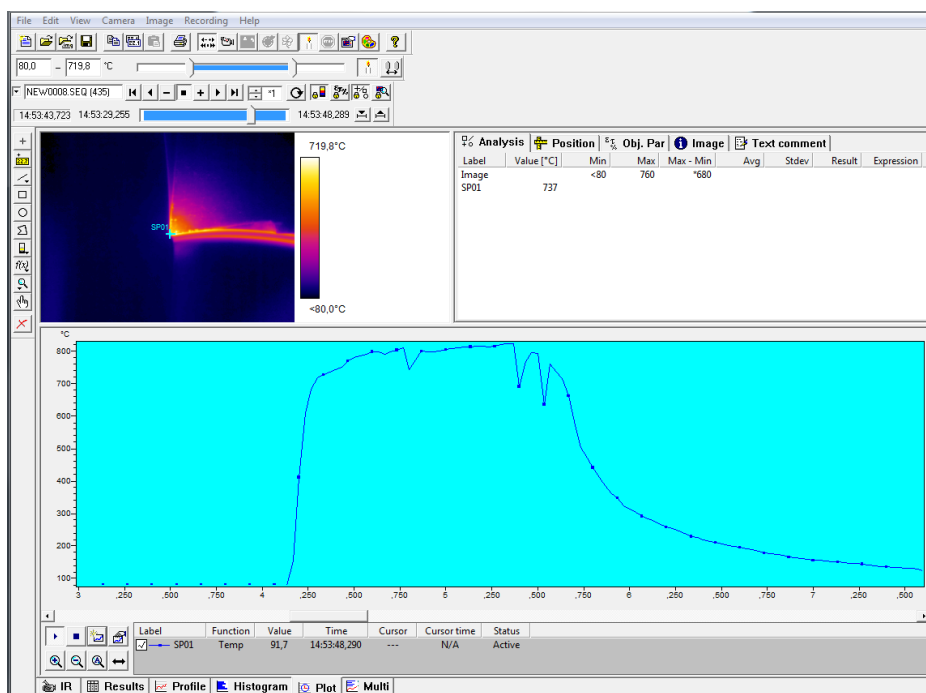 File Edit View Camera Image Recording Help
80,0 – 719,8 °C
NEW0008.SEQ (435) *1
14:53:43,723 14:53:29,255 14:53:48,289
719,8°C
SP01
<80,0°C
Analysis Position Obj. Par Image Text comment
Label Value [°C] Min Max Max - Min Avg Stdev Result Expression
Image <80 760 *680
SP01 737
f(x)
°C
800
700
600
500
400
300
200
100
3 ,250 ,500 ,750 4 ,250 ,500 ,750 5 ,250 ,500 ,750 6 ,250 ,500 ,750 7 ,250 ,500
Label Function Value Time Cursor Cursor time Status
SP01 Temp 91,7 14:53:48,290 --- N/A Active
IR Results Profile Histogram Plot Multi